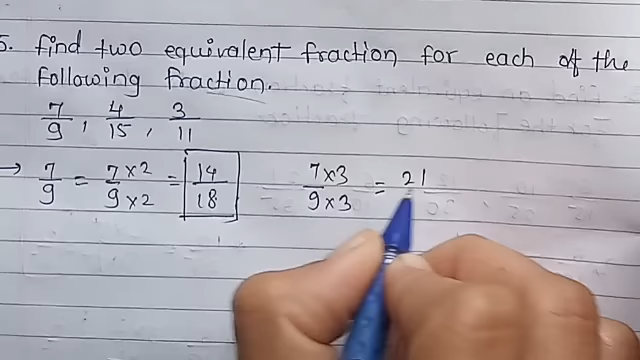 5. find two equivalent fraction for each of the
following fraction.
7/9, 4/15, 3/11
→ 7/9 = 7×2/9×2 = 14/18 7×3/9×3 = 21